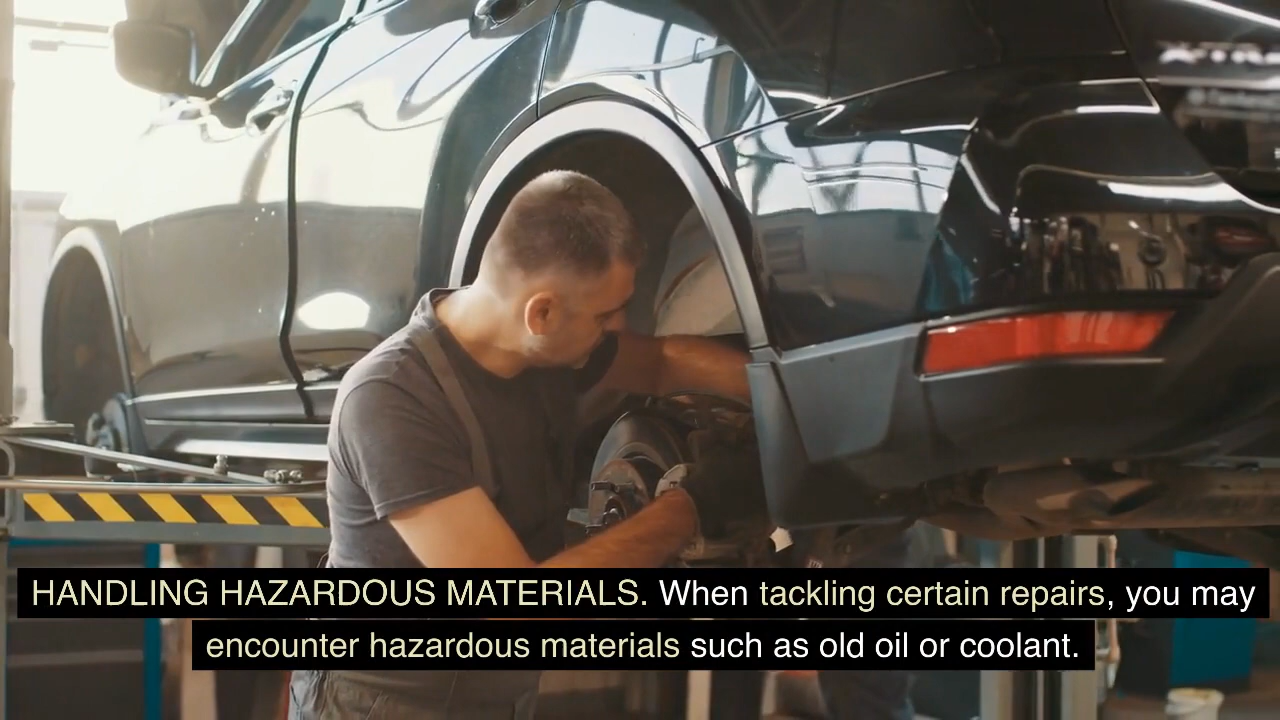 HANDLING HAZARDOUS MATERIALS. When tackling certain repairs, you may
encounter hazardous materials such as old oil or coolant.